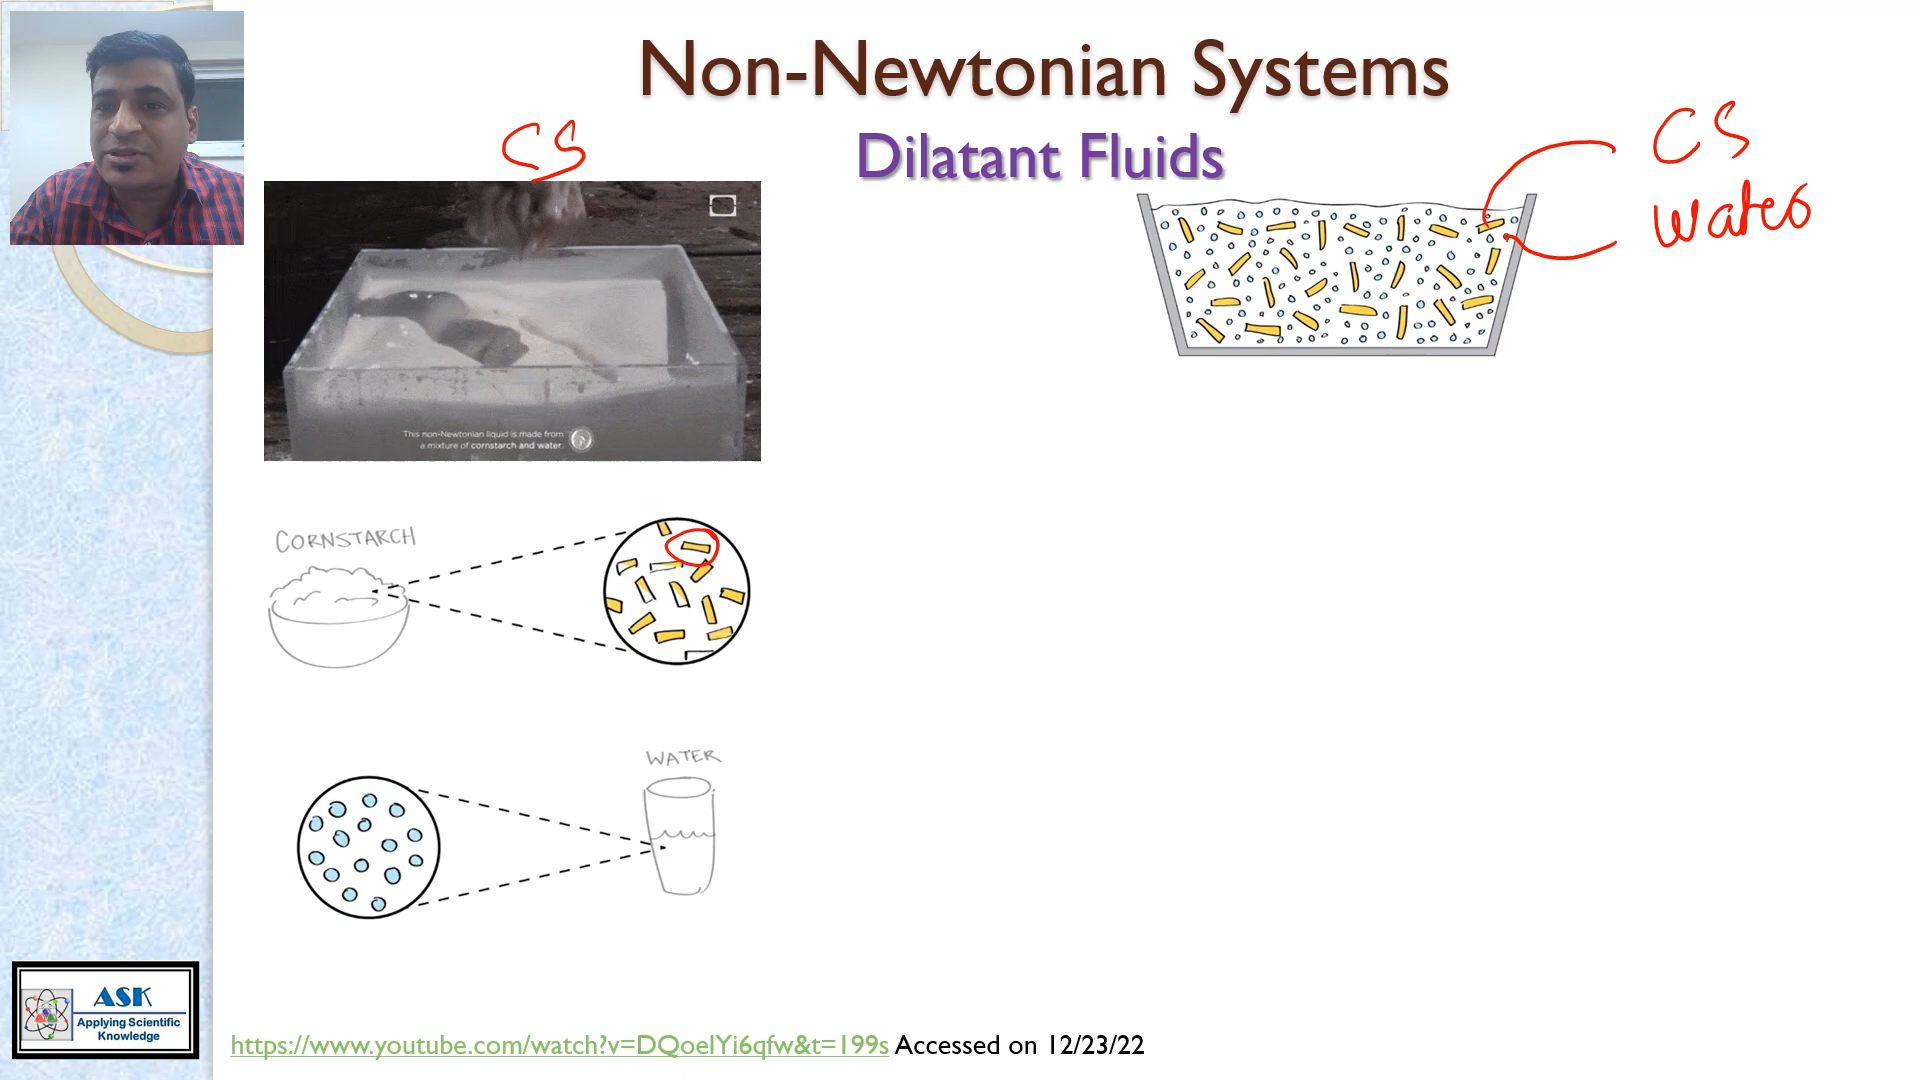 Non-Newtonian Systems
Dilatant Fluids
CS
CS
water
This non-Newtonian liquid is made from
a mixture of cornstarch and water.
CORNSTARCH
WATER
ASK
Applying Scientific
Knowledge
https://www.youtube.com/watch?v=DQoelYi6qfw&t=199s Accessed on 12/23/22